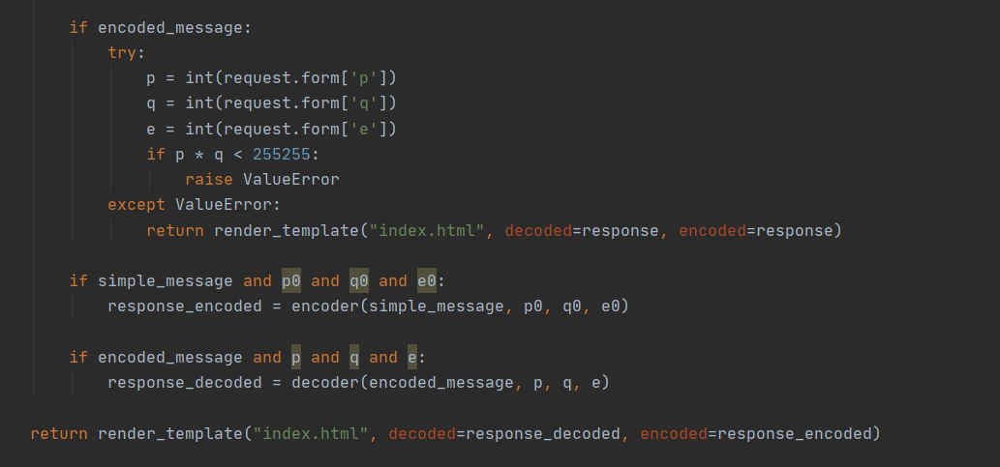 if encoded_message:
try:
p = int(request.form['p'])
q = int(request.form['q'])
e = int(request.form['e'])
if p * q < 255255:
raise ValueError
except ValueError:
return render_template("index.html", decoded=response, encoded=response)
if simple_message and p0 and q0 and e0:
response_encoded = encoder(simple_message, p0, q0, e0)
if encoded_message and p and q and e:
response_decoded = decoder(encoded_message, p, q, e)
return render_template("index.html", decoded=response_decoded, encoded=response_encoded)